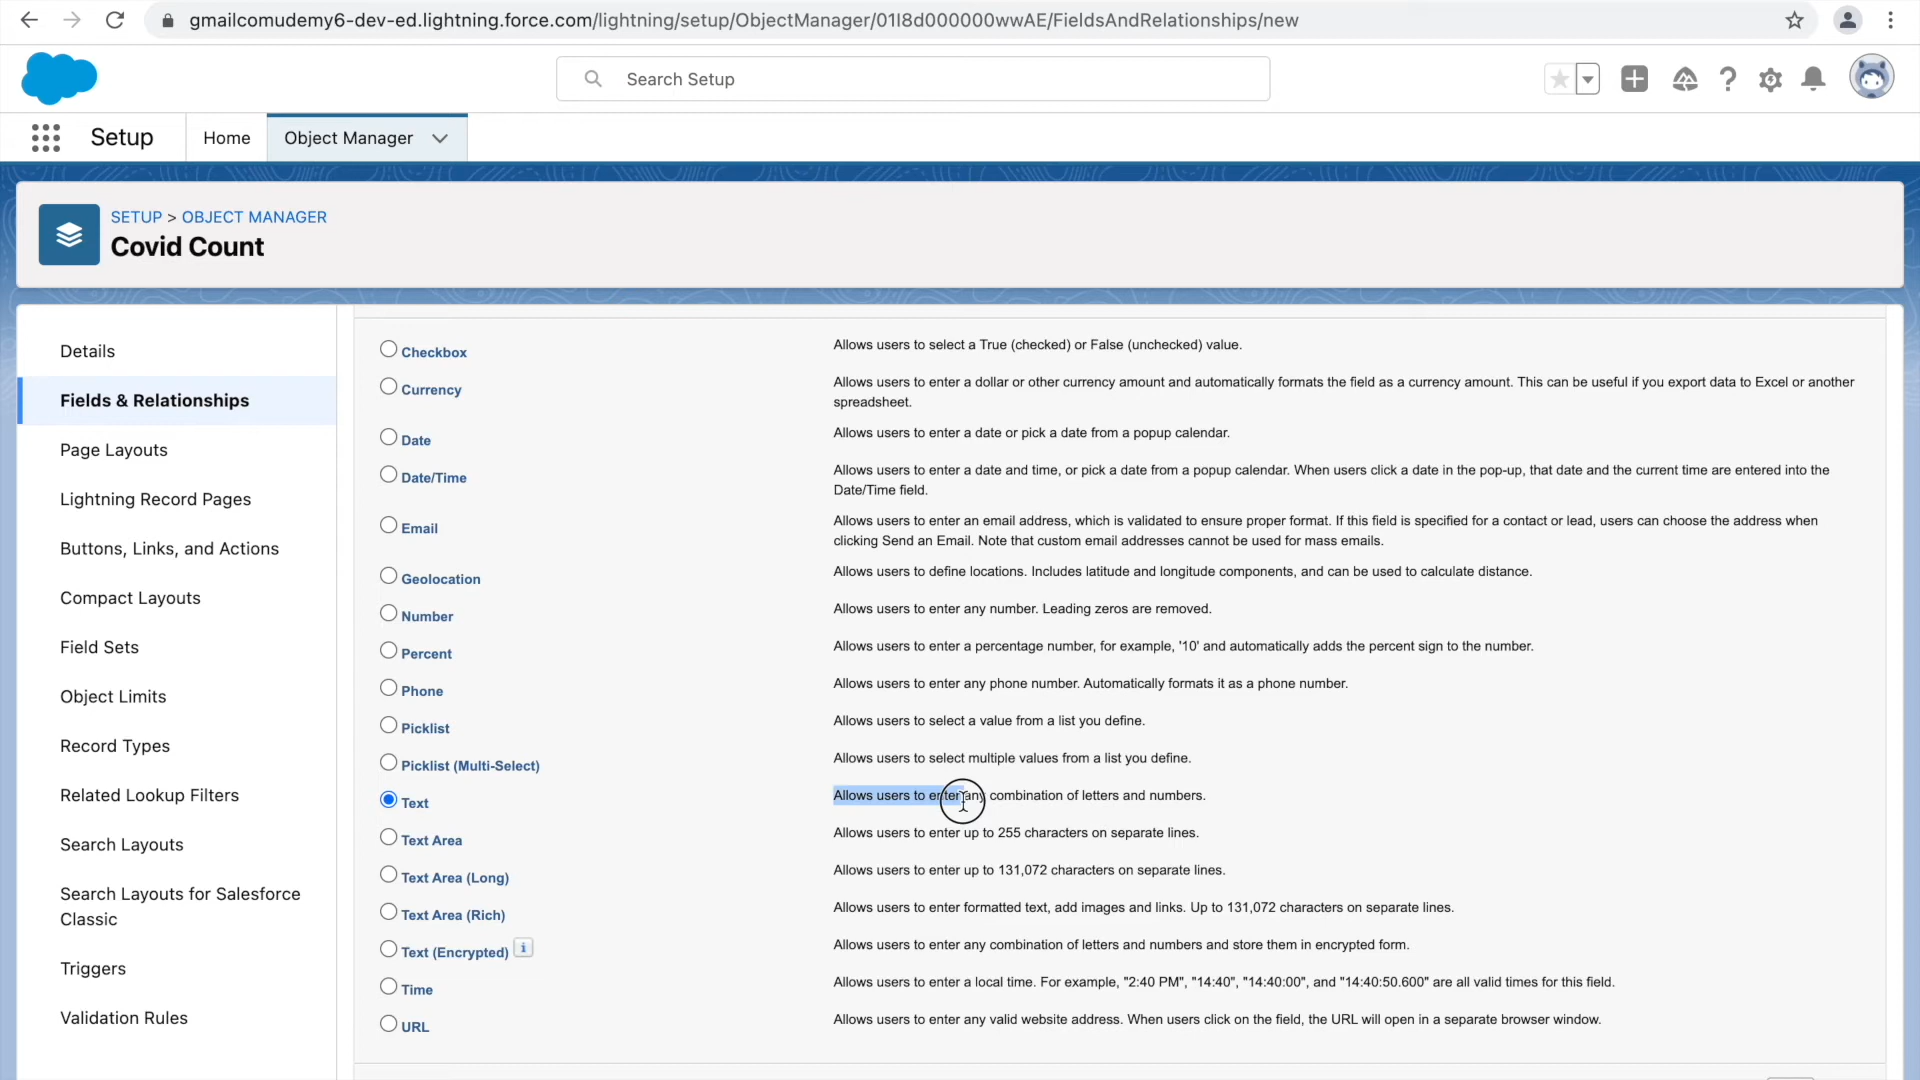 gmailcomudemy6-dev-ed.lightning.force.com/lightning/setup/ObjectManager/01I8d000000wwAE/FieldsAndRelationships/new
Search Setup
Setup
Home
Object Manager
SETUP > OBJECT MANAGER
Covid Count
Details
Fields & Relationships
Page Layouts
Lightning Record Pages
Buttons, Links, and Actions
Compact Layouts
Field Sets
Object Limits
Record Types
Related Lookup Filters
Search Layouts
Search Layouts for Salesforce
Classic
Triggers
Validation Rules
Checkbox Allows users to select a True (checked) or False (unchecked) value.
Currency Allows users to enter a dollar or other currency amount and automatically formats the field as a currency amount. This can be useful if you export data to Excel or another
spreadsheet.
Date Allows users to enter a date or pick a date from a popup calendar.
Date/Time Allows users to enter a date and time, or pick a date from a popup calendar. When users click a date in the pop-up, that date and the current time are entered into the
Date/Time field.
Email Allows users to enter an email address, which is validated to ensure proper format. If this field is specified for a contact or lead, users can choose the address when
clicking Send an Email. Note that custom email addresses cannot be used for mass emails.
Geolocation Allows users to define locations. Includes latitude and longitude components, and can be used to calculate distance.
Number Allows users to enter any number. Leading zeros are removed.
Percent Allows users to enter a percentage number, for example, '10' and automatically adds the percent sign to the number.
Phone Allows users to enter any phone number. Automatically formats it as a phone number.
Picklist Allows users to select a value from a list you define.
Picklist (Multi-Select) Allows users to select multiple values from a list you define.
Text Allows users to enter any combination of letters and numbers.
Text Area Allows users to enter up to 255 characters on separate lines.
Text Area (Long) Allows users to enter up to 131,072 characters on separate lines.
Text Area (Rich) Allows users to enter formatted text, add images and links. Up to 131,072 characters on separate lines.
Text (Encrypted) i Allows users to enter any combination of letters and numbers and store them in encrypted form.
Time Allows users to enter a local time. For example, "2:40 PM", "14:40", "14:40:00", and "14:40:50.600" are all valid times for this field.
URL Allows users to enter any valid website address. When users click on the field, the URL will open in a separate browser window.